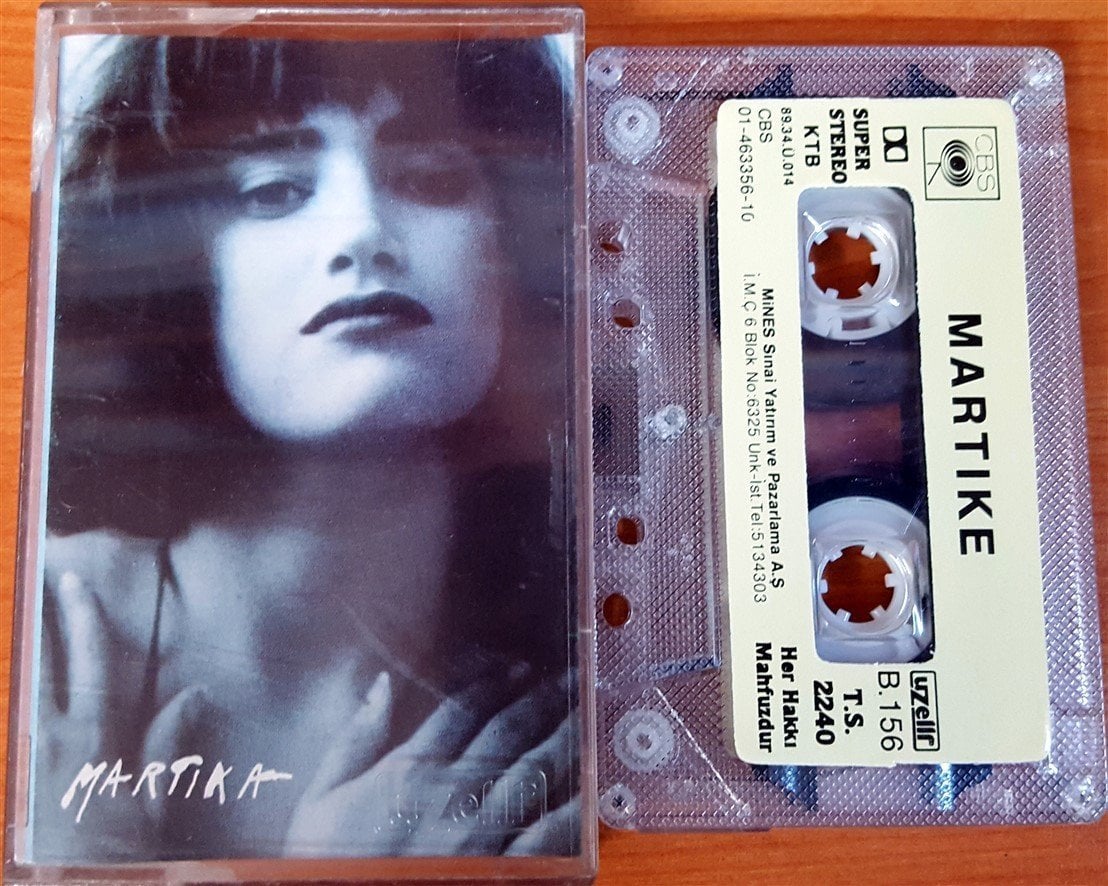 MARTIKA
uzelli
CBS
SUPER
STEREO
KTB
89.34.Ü.014
CBS
01-463356-10
MARTIKE
MİNES Sınai Yatırım ve Pazarlama A.Ş
İ.M.Ç 6 Blok No:6325 Unk-İst.Tel:5134303
uzelli
B.156
T.S.
2240
Her Hakkı
Mahfuzdur